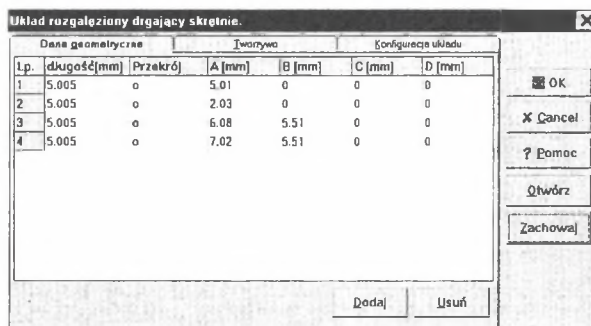 Układ rozgałęziony drgający skrętnie.
Dane geometryczne Tworzywa Konfiguracja układu
Lp. długość[mm] Przekrój A [mm] B [mm] C [mm] D [mm]
1 5.005 o 5.01 0 0 0
2 5.005 o 2.03 0 0 0
3 5.005 o 6.08 5.51 0 0
4 5.005 o 7.02 5.51 0 0
OK
X Cancel
? Pomoc
Otwórz
Zachowaj
Dodaj Usuń